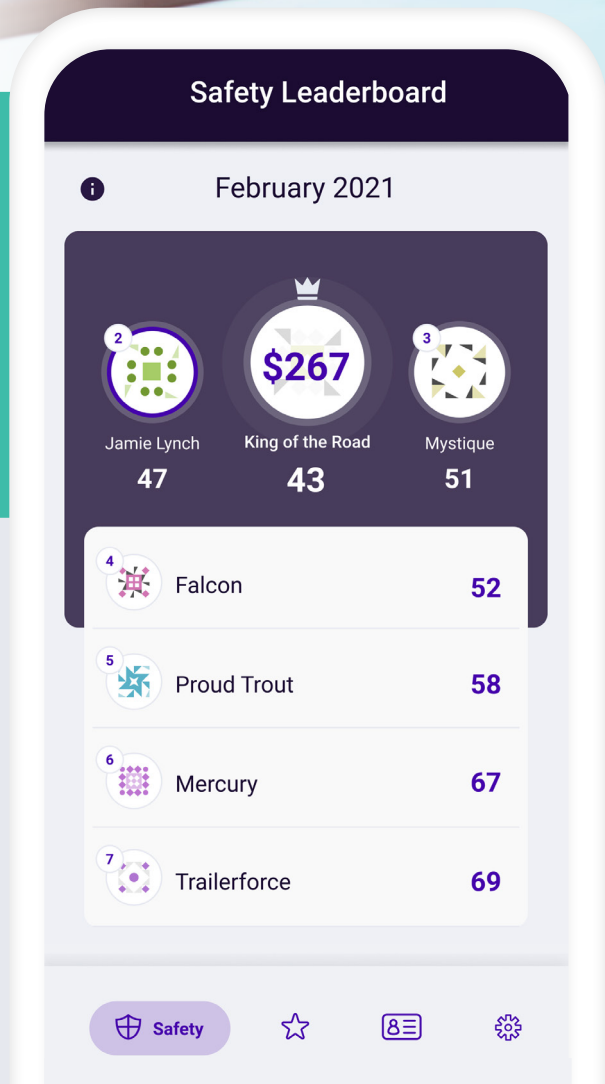 Safety Leaderboard
i
February 2021
2
$267
3
Jamie Lynch
King of the Road
Mystique
47
43
51
4
Falcon
52
5
Proud Trout
58
6
Mercury
67
7
Trailerforce
69
Safety